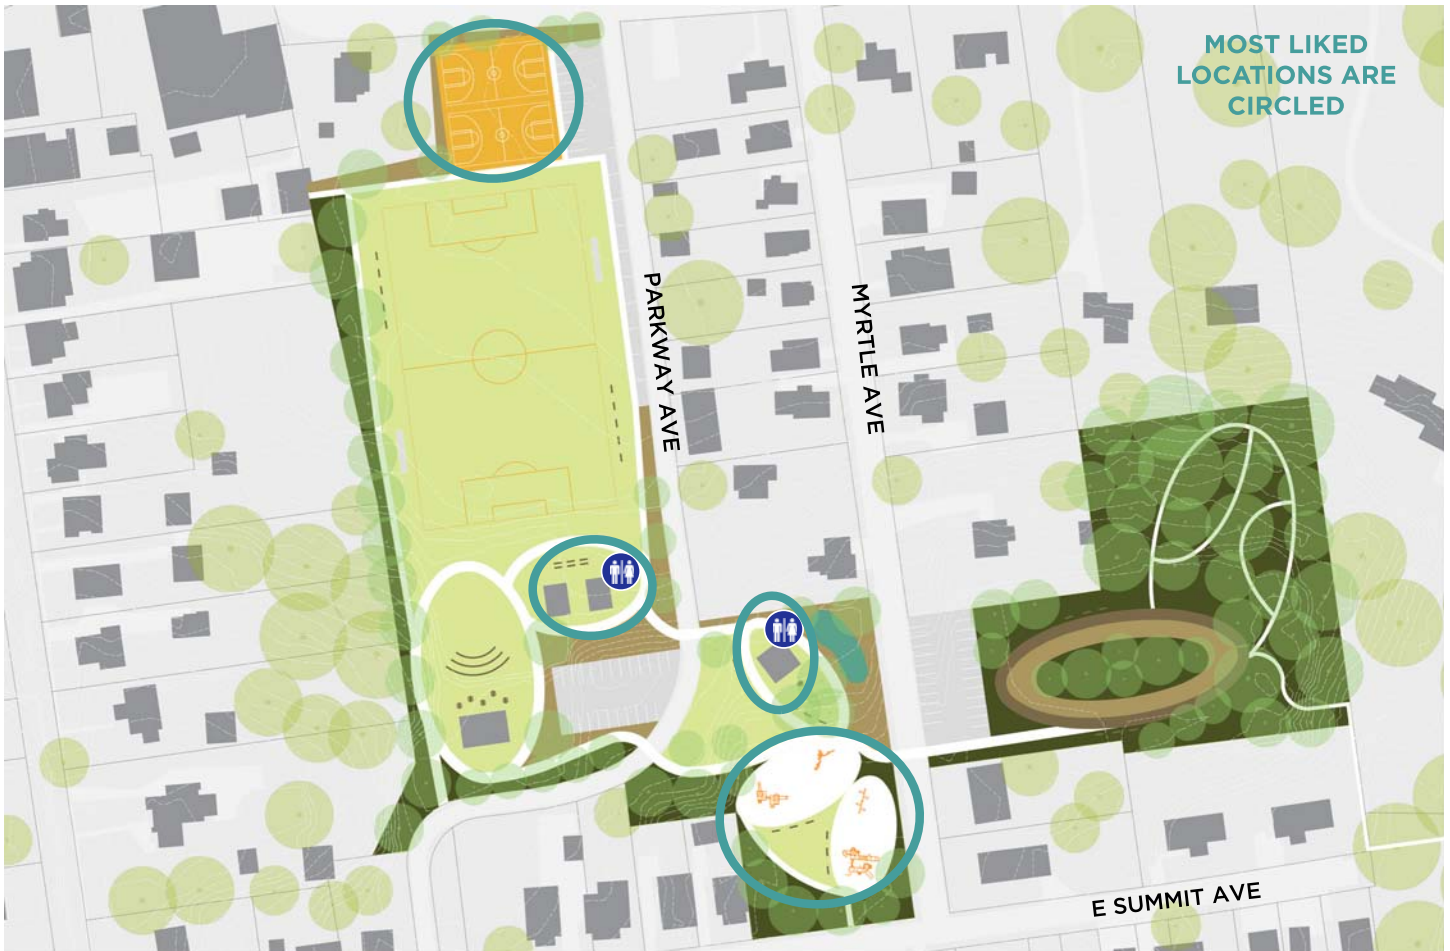 MOST LIKED
LOCATIONS ARE
CIRCLED
PARKWAY AVE
MYRTLE AVE
E SUMMIT AVE